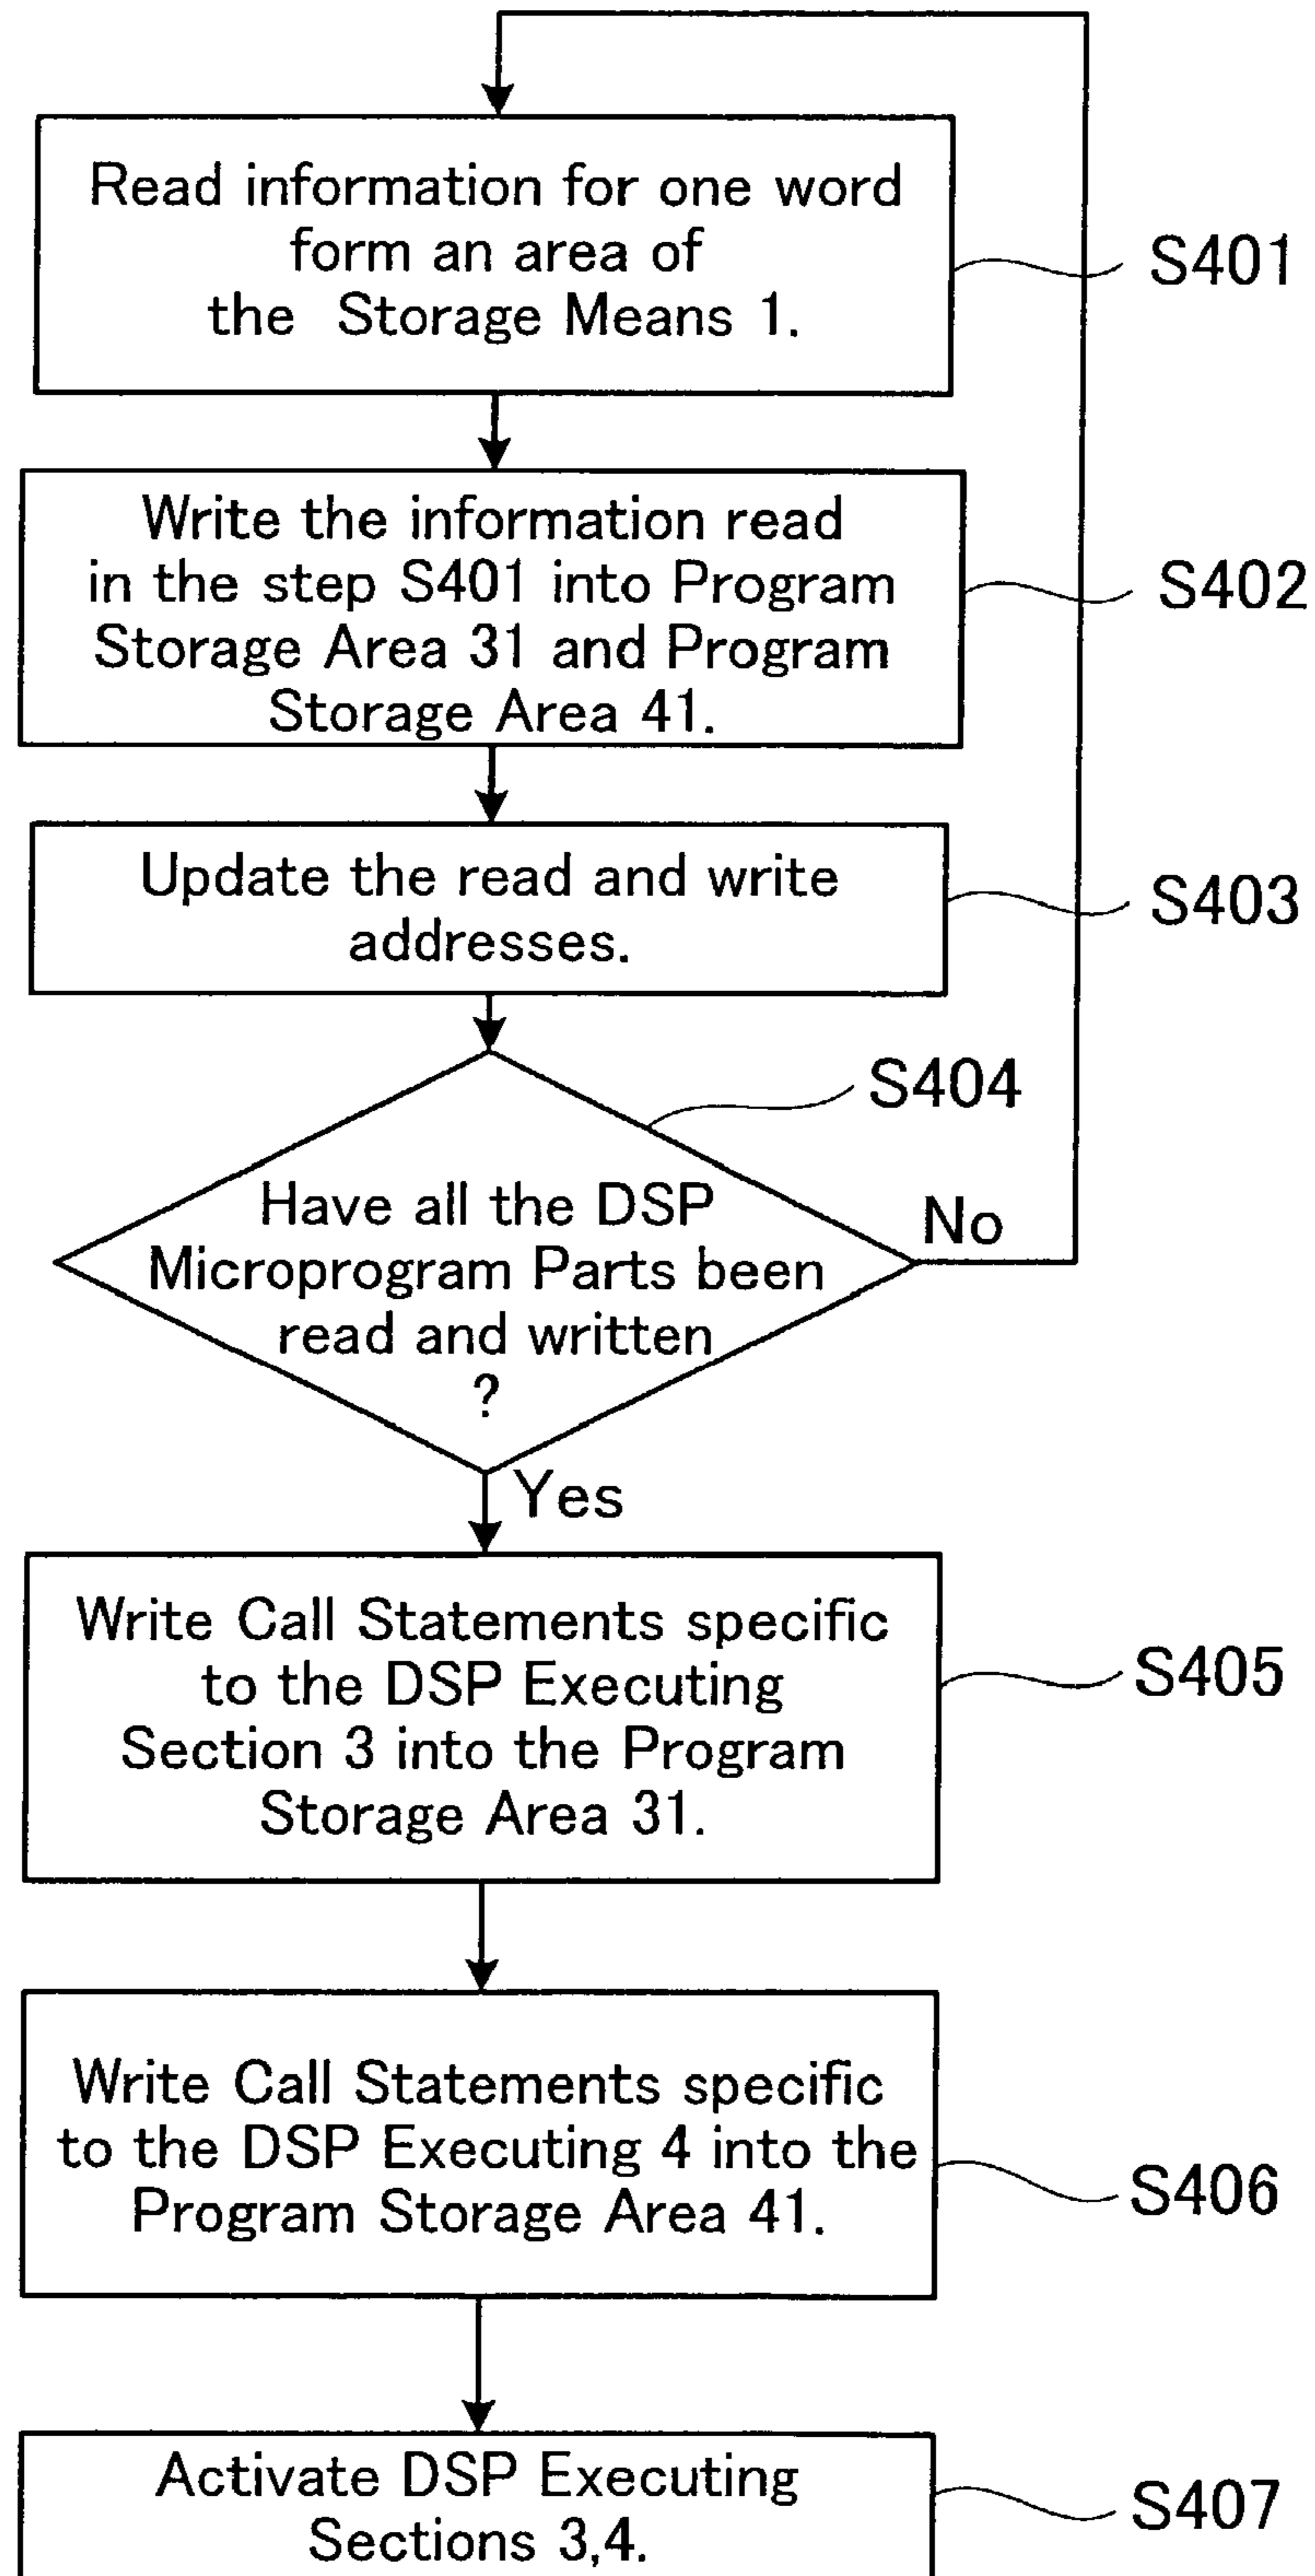 Read information for one word
form an area of
the Storage Means 1.
S401
Write the information read
in the step S401 into Program
Storage Area 31 and Program
Storage Area 41.
S402
Update the read and write
addresses.
S403
S404
Have all the DSP
Microprogram Parts been
read and written
?
No
Yes
Write Call Statements specific
to the DSP Executing
Section 3 into the Program
Storage Area 31.
S405
Write Call Statements specific
to the DSP Executing 4 into the
Program Storage Area 41.
S406
Activate DSP Executing
Sections 3,4.
S407